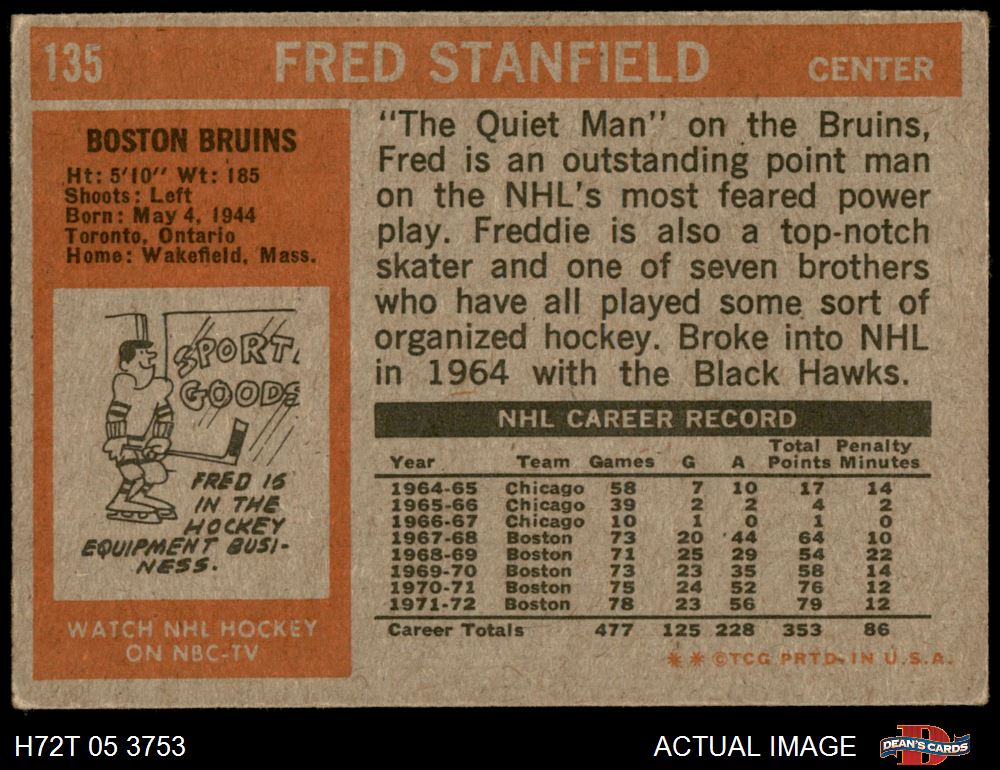 135 FRED STANFIELD CENTER
BOSTON BRUINS
Ht: 5'10" Wt: 185
Shoots: Left
Born: May 4, 1944
Toronto, Ontario
Home: Wakefield, Mass.
SPORT
GOODS
FRED IS
IN THE
HOCKEY
EQUIPMENT BUSI-
NESS.
WATCH NHL HOCKEY
ON NBC-TV
"The Quiet Man" on the Bruins,
Fred is an outstanding point man
on the NHL's most feared power
play. Freddie is also a top-notch
skater and one of seven brothers
who have all played some sort of
organized hockey. Broke into NHL
in 1964 with the Black Hawks.
NHL CAREER RECORD
Total Penalty
Year Team Games G A Points Minutes
1964-65 Chicago 58 7 10 17 14
1965-66 Chicago 39 2 2 4 2
1966-67 Chicago 10 1 0 1 0
1967-68 Boston 73 20 44 64 10
1968-69 Boston 71 25 29 54 22
1969-70 Boston 73 23 35 58 14
1970-71 Boston 75 24 52 76 12
1971-72 Boston 78 23 56 79 12
Career Totals 477 125 228 353 86
* * ©TCG PRTD. IN U.S.A.
H72T 05 3753 ACTUAL IMAGE DEAN'S CARDS